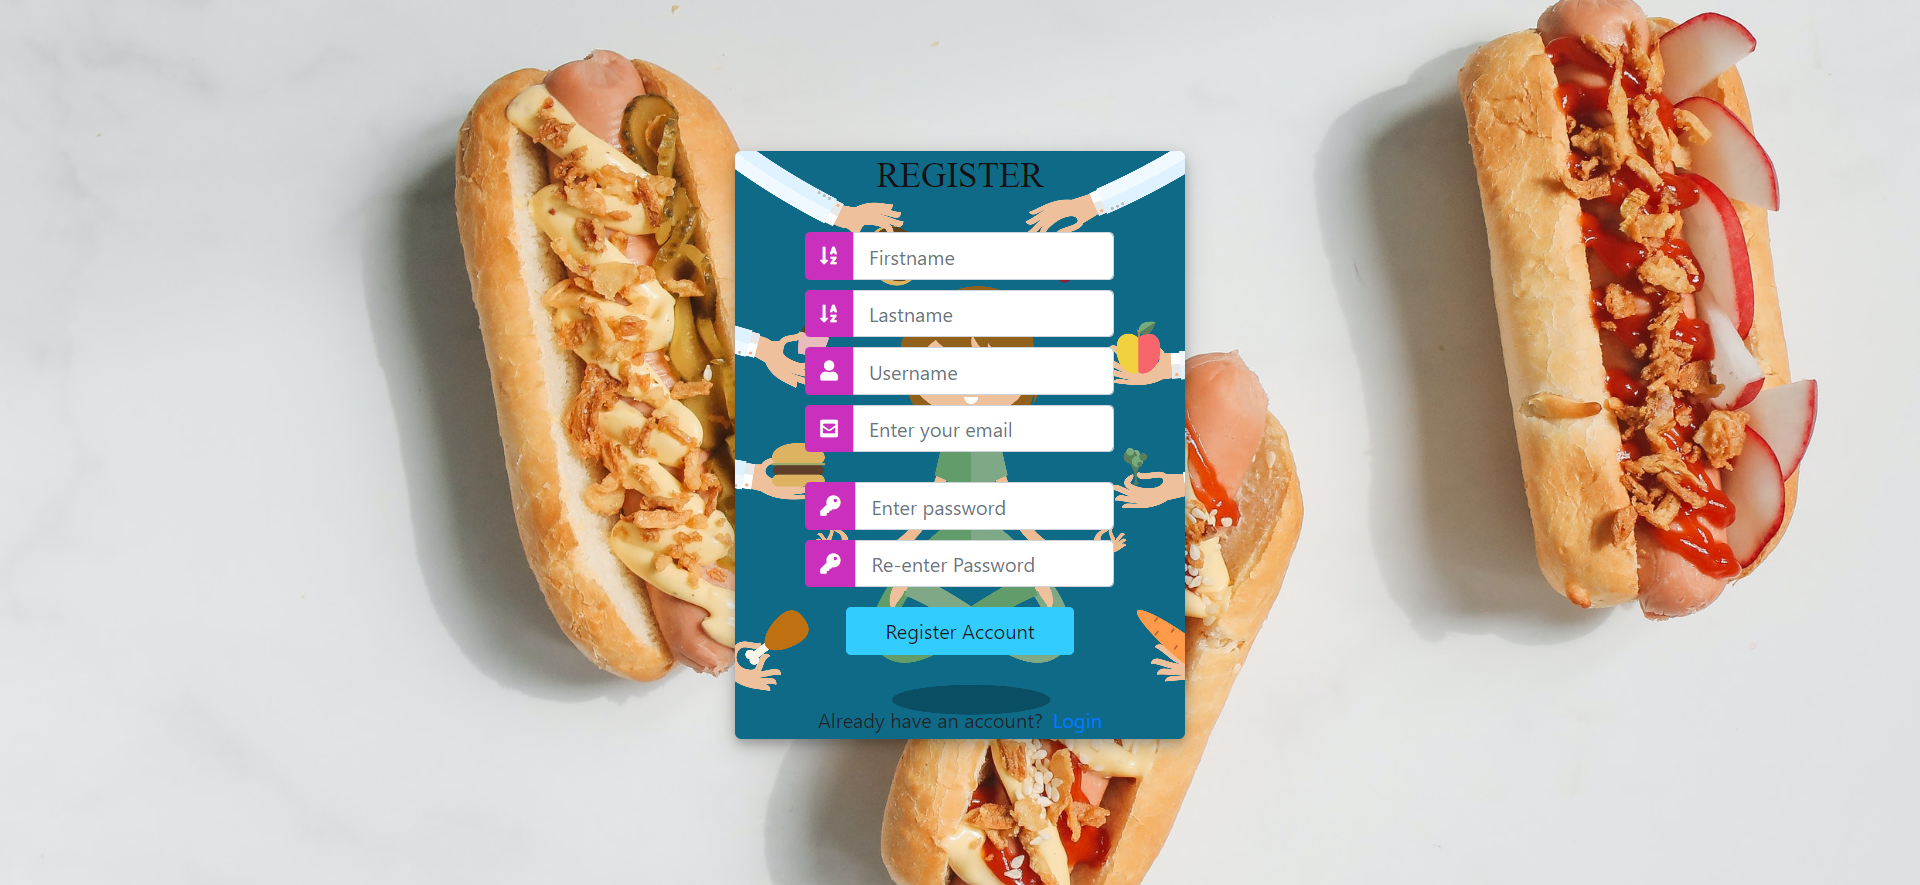 REGISTER
Firstname
Lastname
Username
Enter your email
Enter password
Re-enter Password
Register Account
Already have an account? Login